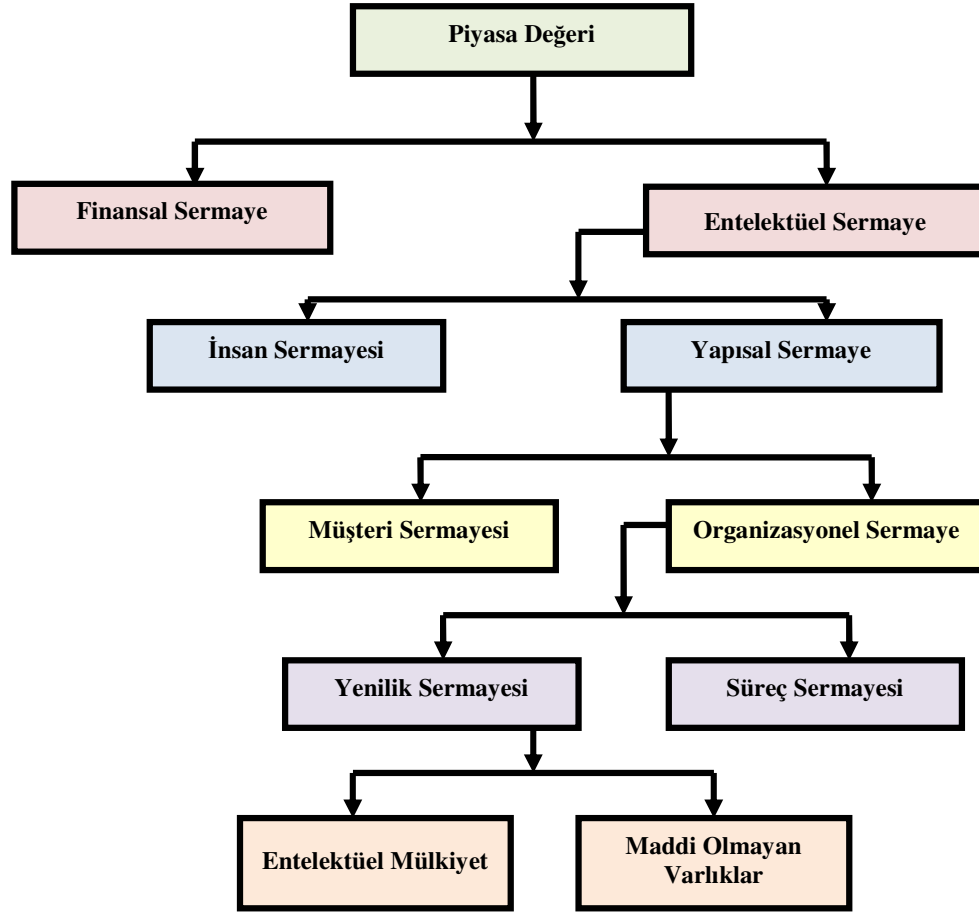 Piyasa Değeri
Finansal Sermaye
Entelektüel Sermaye
İnsan Sermayesi
Yapısal Sermaye
Müşteri Sermayesi
Organizasyonel Sermaye
Yenilik Sermayesi
Süreç Sermayesi
Entelektüel Mülkiyet
Maddi Olmayan
Varlıklar